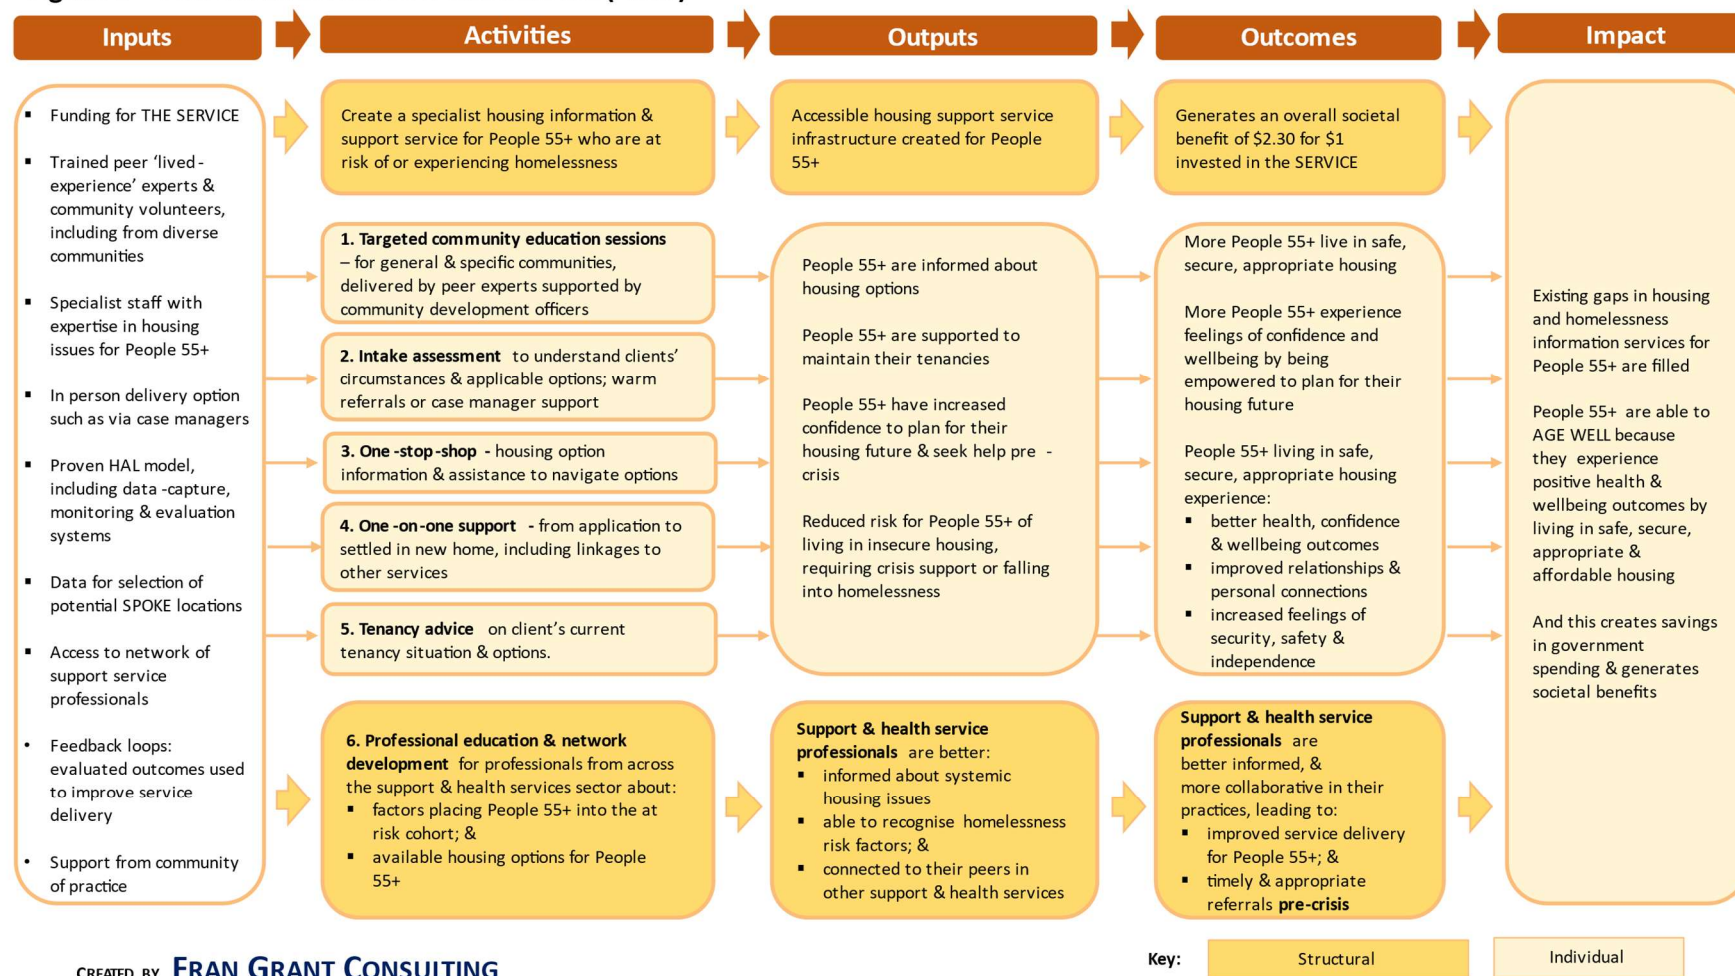 Inputs
Activities
Outputs
Outcomes
Impact
▪ Funding for THE SERVICE
▪ Trained peer ‘lived-
experience’ experts &
community volunteers,
including from diverse
communities
▪ Specialist staff with
expertise in housing
issues for People 55+
▪ In person delivery option
such as via case managers
▪ Proven HAL model,
including data-capture,
monitoring & evaluation
systems
▪ Data for selection of
potential SPOKE locations
▪ Access to network of
support service
professionals
• Feedback loops:
evaluated outcomes used
to improve service
delivery
• Support from community
of practice
Create a specialist housing information &
support service for People 55+ who are at
risk of or experiencing homelessness
1. Targeted community education sessions
– for general & specific communities,
delivered by peer experts supported by
community development officers
2. Intake assessment to understand clients’
circumstances & applicable options; warm
referrals or case manager support
3. One-stop-shop - housing option
information & assistance to navigate options
4. One-on-one support - from application to
settled in new home, including linkages to
other services
5. Tenancy advice on client’s current
tenancy situation & options.
6. Professional education & network
development for professionals from across
the support & health services sector about:
▪ factors placing People 55+ into the at
risk cohort; &
▪ available housing options for People
55+
Accessible housing support service
infrastructure created for People
55+
People 55+ are informed about
housing options
People 55+ are supported to
maintain their tenancies
People 55+ have increased
confidence to plan for their
housing future & seek help pre -
crisis
Reduced risk for People 55+ of
living in insecure housing,
requiring crisis support or falling
into homelessness
Support & health service
professionals are better:
▪ informed about systemic
housing issues
▪ able to recognise homelessness
risk factors; &
▪ connected to their peers in
other support & health services
Generates an overall societal
benefit of $2.30 for $1
invested in the SERVICE
More People 55+ live in safe,
secure, appropriate housing
More People 55+ experience
feelings of confidence and
wellbeing by being
empowered to plan for their
housing future
People 55+ living in safe,
secure, appropriate housing
experience:
▪ better health, confidence
& wellbeing outcomes
▪ improved relationships &
personal connections
▪ increased feelings of
security, safety &
independence
Support & health service
professionals are
better informed, &
more collaborative in their
practices, leading to:
▪ improved service delivery
for People 55+; &
▪ timely & appropriate
referrals pre-crisis
Existing gaps in housing
and homelessness
information services for
People 55+ are filled
People 55+ are able to
AGE WELL because
they experience
positive health &
wellbeing outcomes by
living in safe, secure,
appropriate &
affordable housing
And this creates savings
in government
spending & generates
societal benefits
CREATED BY FRAN GRANT CONSULTING
Key:
Structural
Individual